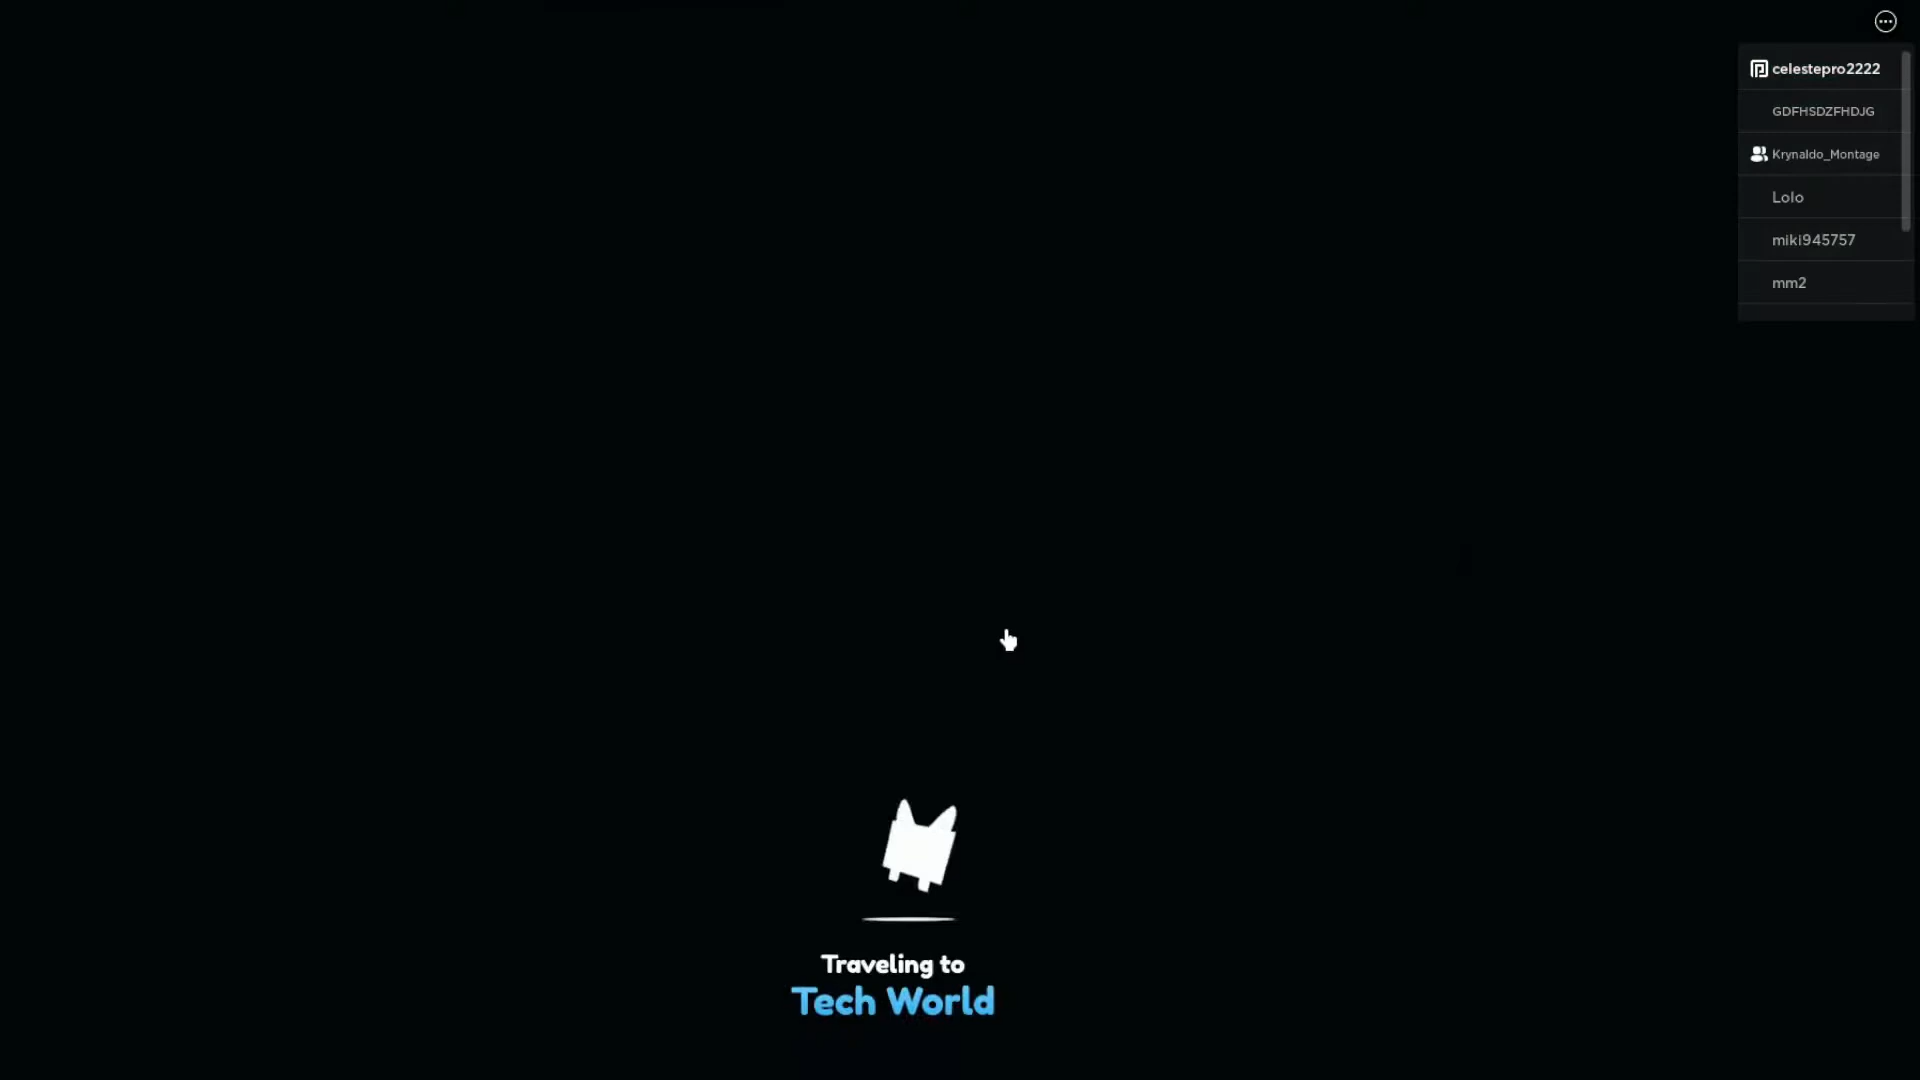 celestepro2222
GDFHSDZFHDJG
Krynaldo_Montage
Lolo
miki945757
mm2
Traveling to
Tech World